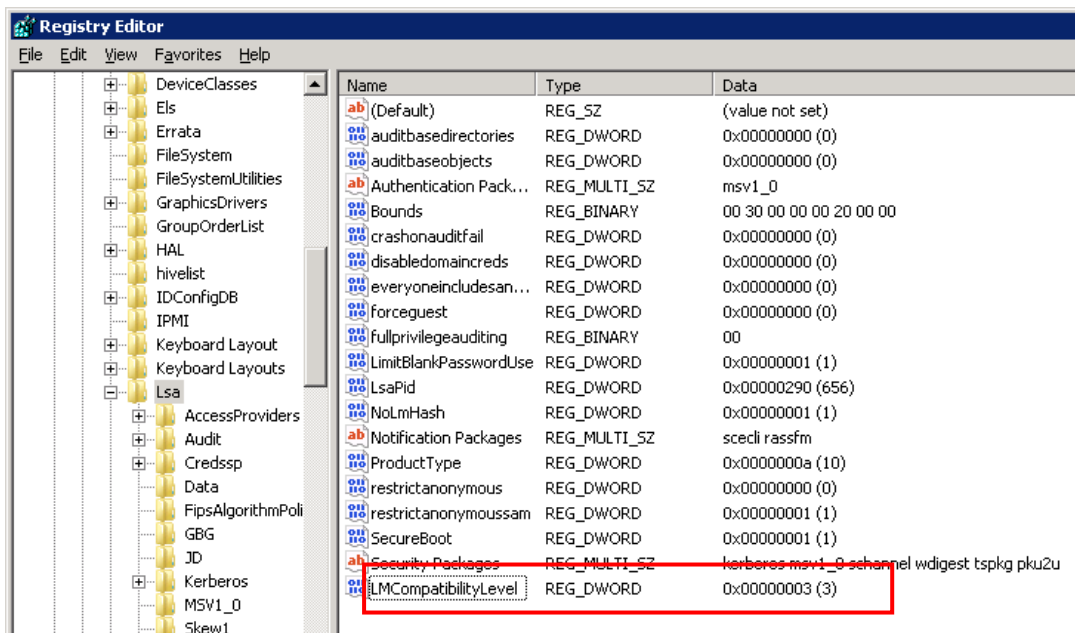 Registry Editor
File Edit View Favorites Help
DeviceClasses
Els
Errata
FileSystem
FileSystemUtilities
GraphicsDrivers
GroupOrderList
HAL
hivelist
IDConfigDB
IPMI
Keyboard Layout
Keyboard Layouts
Lsa
AccessProviders
Audit
Credssp
Data
FipsAlgorithmPoli
GBG
JD
Kerberos
MSV1_0
Skew1
Name Type Data
(Default) REG_SZ (value not set)
auditbasedirectories REG_DWORD 0x00000000 (0)
auditbaseobjects REG_DWORD 0x00000000 (0)
Authentication Pack... REG_MULTI_SZ msv1_0
Bounds REG_BINARY 00 30 00 00 00 20 00 00
crashonauditfail REG_DWORD 0x00000000 (0)
disabledomaincreds REG_DWORD 0x00000000 (0)
everyoneincludesan... REG_DWORD 0x00000000 (0)
forceguest REG_DWORD 0x00000000 (0)
fullprivilegeauditing REG_BINARY 00
LimitBlankPasswordUse REG_DWORD 0x00000001 (1)
LsaPid REG_DWORD 0x00000290 (656)
NoLmHash REG_DWORD 0x00000001 (1)
Notification Packages REG_MULTI_SZ scecli rassfm
ProductType REG_DWORD 0x0000000a (10)
restrictanonymous REG_DWORD 0x00000000 (0)
restrictanonymoussam REG_DWORD 0x00000001 (1)
SecureBoot REG_DWORD 0x00000001 (1)
Security Packages REG_MULTI_SZ kerberos msv1_0 schannel wdigest tspkg pku2u
LMCompatibilityLevel REG_DWORD 0x00000003 (3)